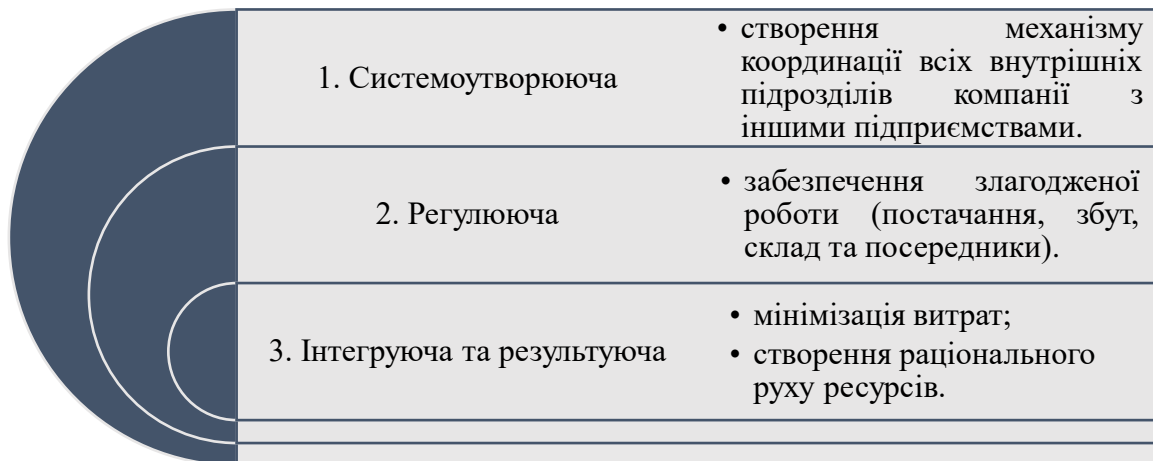 1. Системоутворююча
• створення механізму
координації всіх внутрішніх
підрозділів компанії з
іншими підприємствами.
2. Регулююча
• забезпечення злагодженої
роботи (постачання, збут,
склад та посередники).
3. Інтегруюча та результуюча
• мінімізація витрат;
• створення раціонального
руху ресурсів.